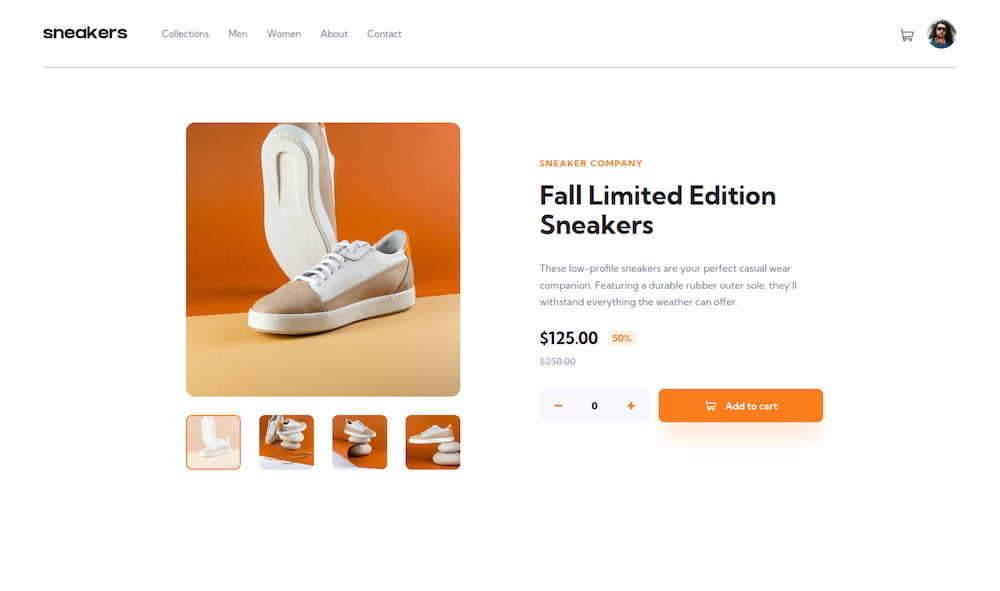 sneakers Collections Men Women About Contact
SNEAKER COMPANY
Fall Limited Edition
Sneakers
These low-profile sneakers are your perfect casual wear
companion. Featuring a durable rubber outer sole, they'll
withstand everything the weather can offer.
$125.00 50%
$250.00
− 0 + Add to cart